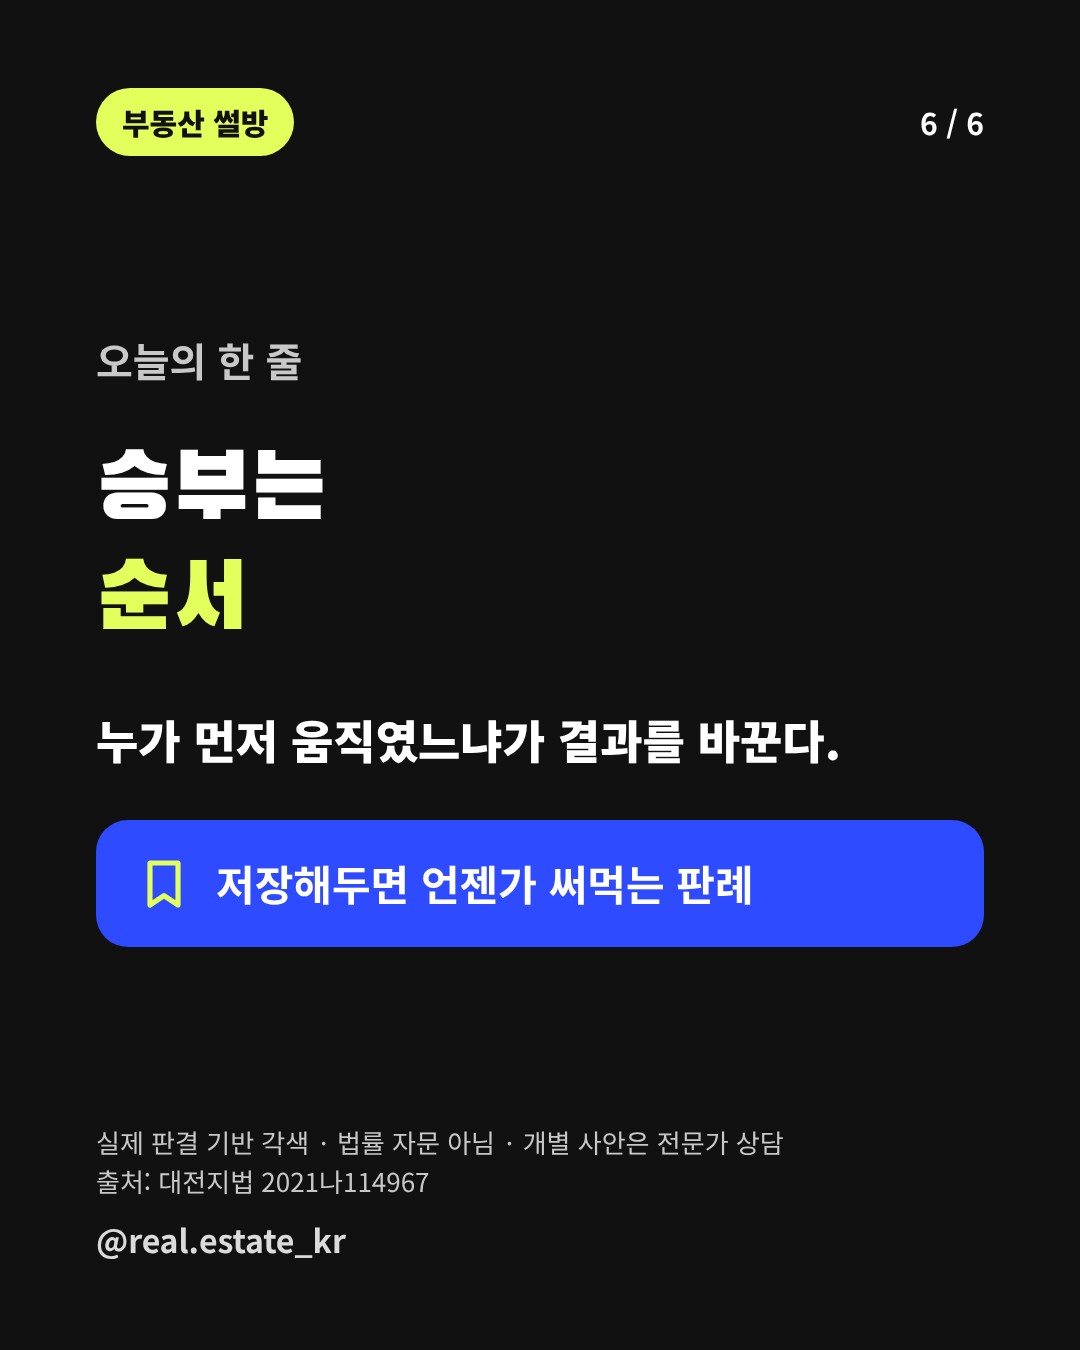 부동산 썰방
6 / 6
오늘의 한 줄
승부는
순서
누가 먼저 움직였느냐가 결과를 바꾼다.
저장해두면 언젠가 써먹는 판례
실제 판결 기반 각색 · 법률 자문 아님 · 개별 사안은 전문가 상담
출처: 대전지법 2021나114967
@real.estate_kr